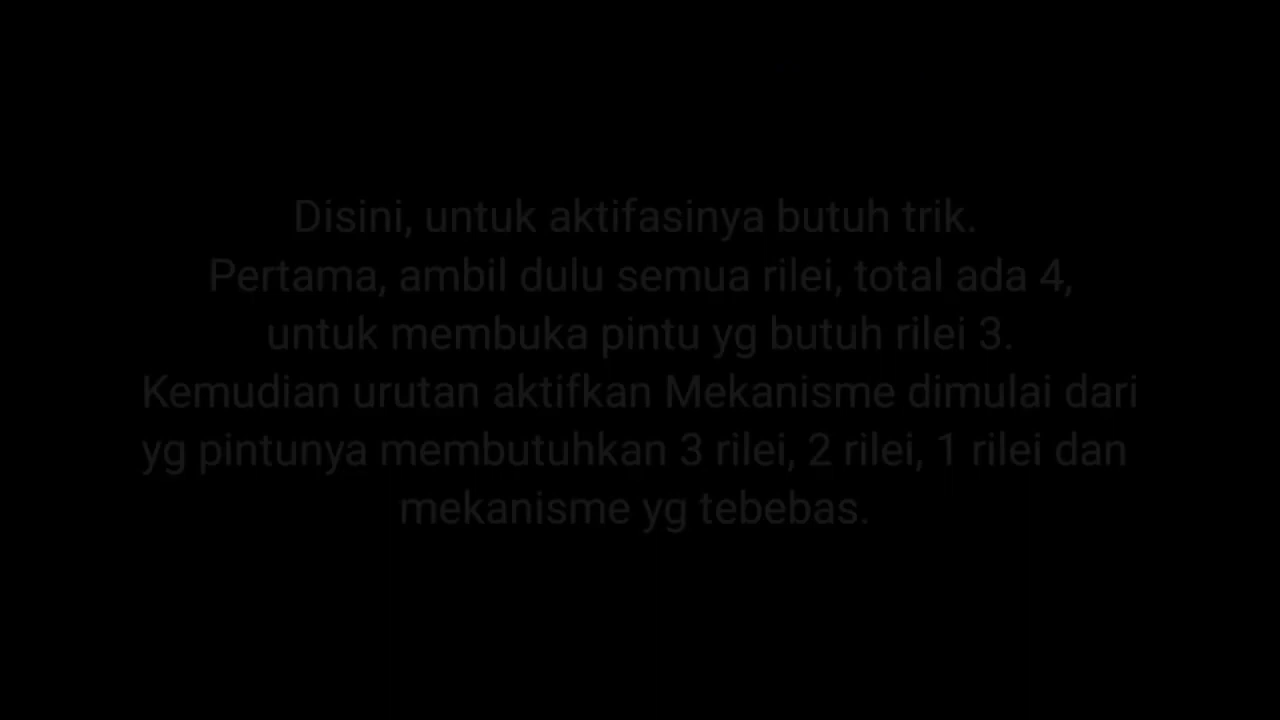 Disini, untuk aktifasinya butuh trik.
Pertama, ambil dulu semua rilei, total ada 4,
untuk membuka pintu yg butuh rilei 3.
Kemudian urutan aktifkan Mekanisme dimulai dari
yg pintunya membutuhkan 3 rilei, 2 rilei, 1 rilei dan
mekanisme yg tebebas.